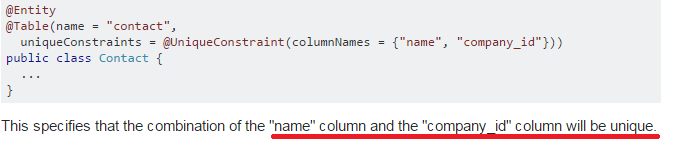 @Entity
@Table(name = "contact",
  uniqueConstraints = @UniqueConstraint(columnNames = {"name", "company_id"}))
public class Contact {
  ...
}
This specifies that the combination of the "name" column and the "company_id" column will be unique.